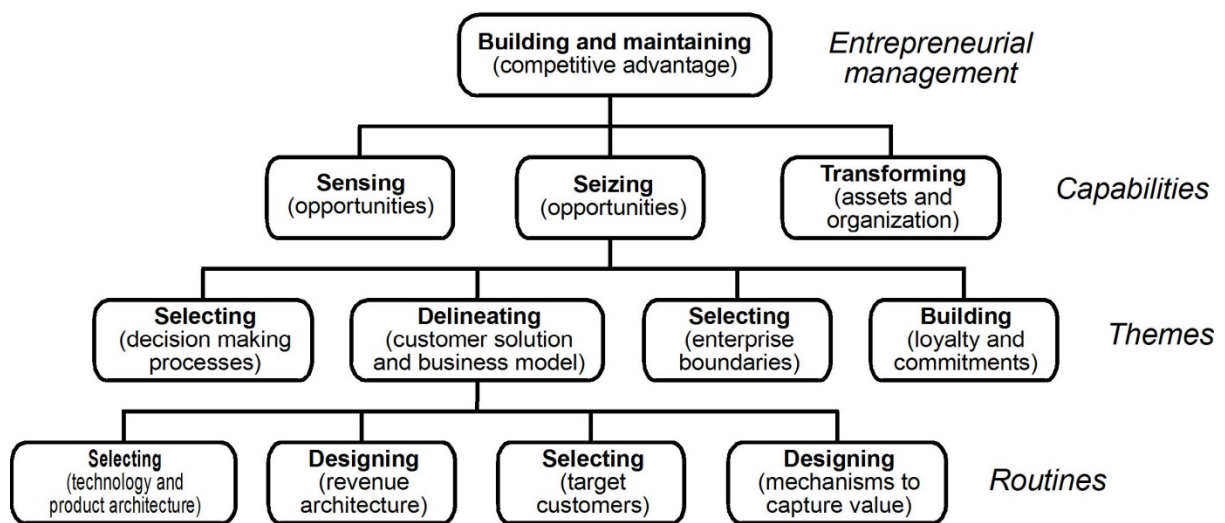 Building and maintaining
(competitive advantage)
Entrepreneurial
management
Sensing
(opportunities)
Seizing
(opportunities)
Transforming
(assets and
organization)
Capabilities
Selecting
(decision making
processes)
Delineating
(customer solution
and business model)
Selecting
(enterprise
boundaries)
Building
(loyalty and
commitments)
Themes
Selecting
(technology and
product architecture)
Designing
(revenue
architecture)
Selecting
(target
customers)
Designing
(mechanisms to
capture value)
Routines